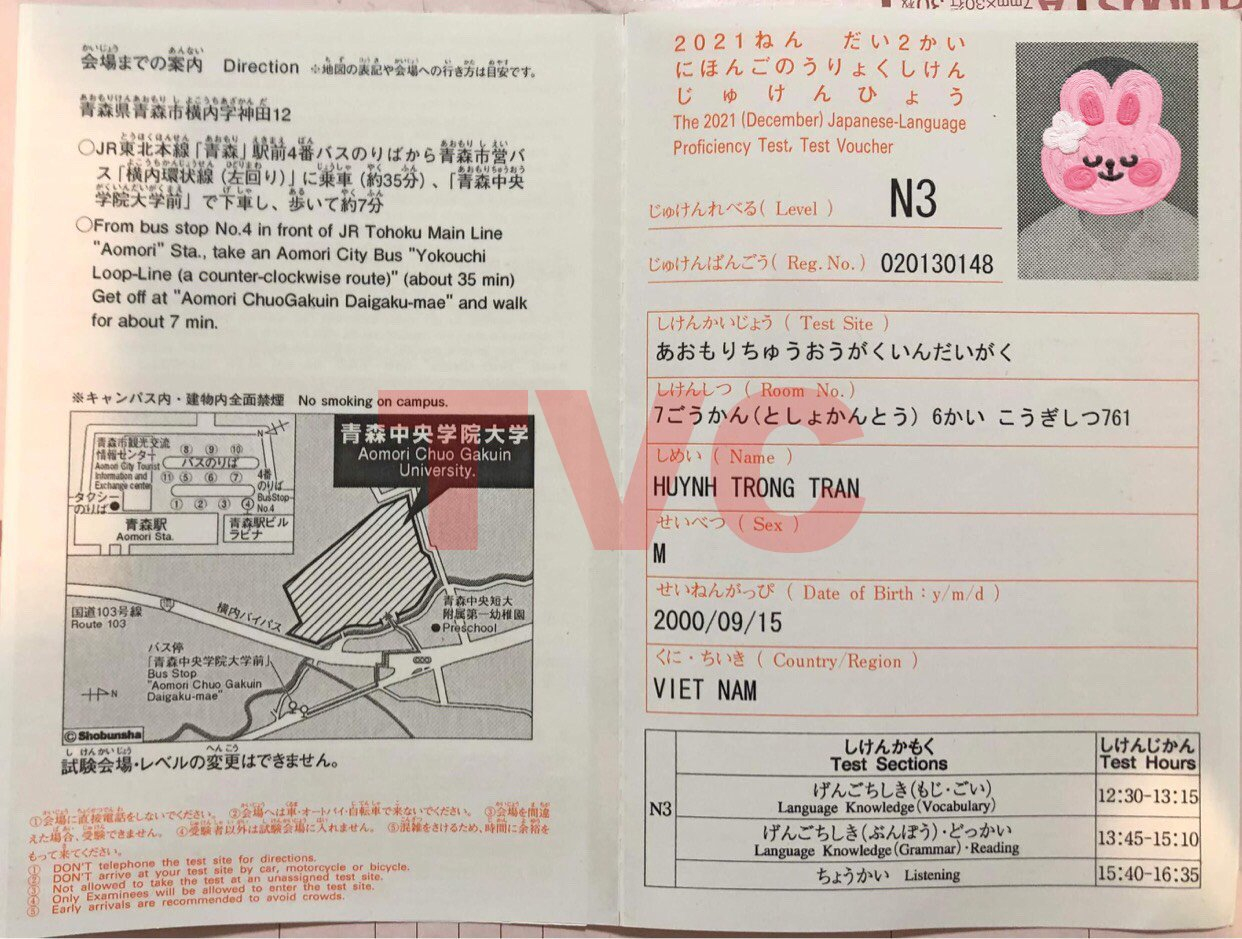 会場までの案内 Direction ※地図の表記や会場への行き方は目安です。
青森県青森市横内字神田12
○JR東北本線「青森」駅前4番バスのりばから青森市営バ
ス「横内環状線(左回り)」に乗車(約35分)、「青森中央
学院大学前」で下車し、歩いて約7分
○From bus stop No.4 in front of JR Tohoku Main Line
"Aomori" Sta., take an Aomori City Bus "Yokouchi
Loop-Line (a counter-clockwise route)" (about 35 min)
Get off at "Aomori ChuoGakuin Daigaku-mae" and walk
for about 7 min.
※キャンパス内・建物内全面禁煙 No smoking on campus.
青森中央学院大学
Aomori Chuo Gakuin
University.
青森市観光交流
情報センター
Aomori City Tourist
Information and
Exchange center
⑧ ⑨ ⑩
バスのりば
⑪ ⑤ ⑥ ⑦
① ② ③ ④
4番
のりば
BusStop
No.4
N
タクシー
のりば
青森駅
Aomori Sta.
青森駅ビル
ラビナ
国道103号線
Route 103
横内バイパス
青森中央短大
附属第一幼稚園
Preschool
バス停
「青森中央学院大学前」
Bus Stop
"Aomori Chuo Gakuin
Daigaku-mae"
N
©Shobunsha
試験会場・レベルの変更はできません。
①会場に直接電話をしないでください。 ②会場へは車・オートバイ・自転車で来ないでください。 ③会場を間違
えた場合、受験できません。 ④受験者以外は試験会場に入れません。 ⑤混雑をさけるため、時間に余裕を
もって来てください。
① DON'T telephone the test site for directions.
② DON'T arrive at your test site by car, motorcycle or bicycle.
③ Not allowed to take the test at an unassigned test site.
④ Only Examinees will be allowed to enter the test site.
⑤ Early arrivals are recommended to avoid crowds.
TVC
2021ねん だい2かい
にほんごのうりょくしけん
じゅけんひょう
The 2021 (December) Japanese-Language
Proficiency Test, Test Voucher
じゅけんれべる( Level ) N3
じゅけんばんごう( Reg.No.) 020130148
しけんかいじょう ( Test Site )
あおもりちゅうおうがくいんだいがく
しけんしつ ( Room No.)
7ごうかん(としょかんとう) 6かい こうぎしつ761
しめい ( Name )
HUYNH TRONG TRAN
せいべつ ( Sex )
M
せいねんがっぴ ( Date of Birth:y/m/d )
2000/09/15
くに・ちいき ( Country/Region )
VIET NAM
しけんかもく しけんじかん
Test Sections Test Hours
N3
げんごちしき(もじ・ごい)
Language Knowledge(Vocabulary)
12:30-13:15
げんごちしき(ぶんぽう)・どっかい
Language Knowledge(Grammar)・Reading
13:45-15:10
ちょうかい Listening 15:40-16:35